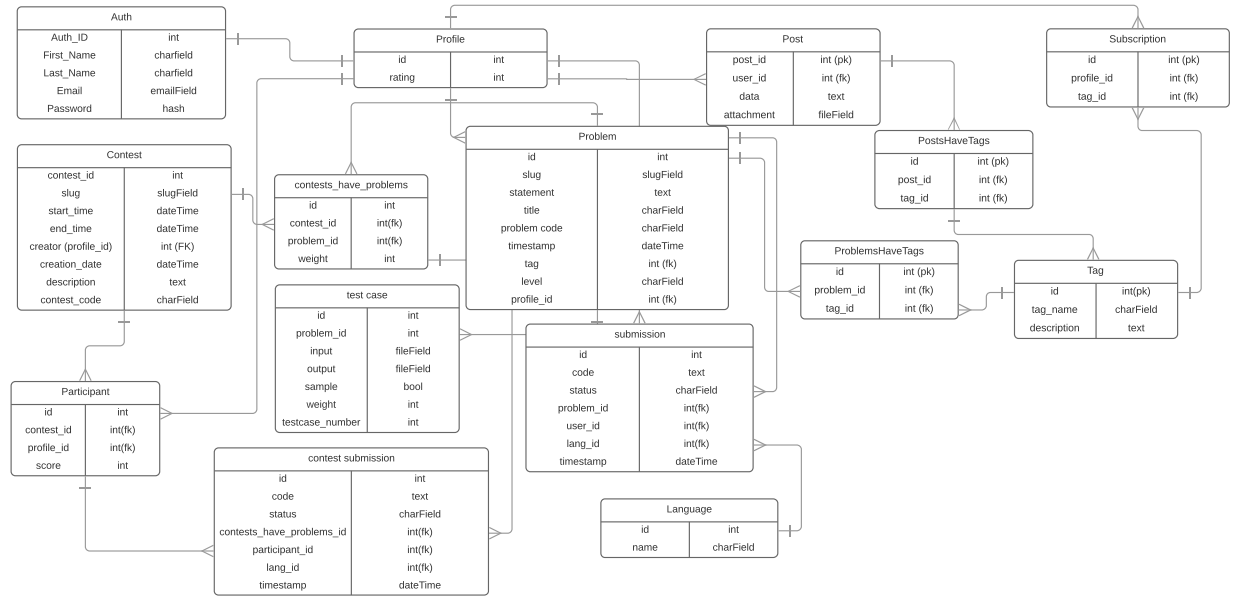 Auth
Auth_ID int
First_Name charfield
Last_Name charfield
Email emailField
Password hash
Profile
id int
rating int
Post
post_id int (pk)
user_id int (fk)
data text
attachment fileField
Subscription
id int (pk)
profile_id int (fk)
tag_id int (fk)
Contest
contest_id int
slug slugField
start_time dateTime
end_time dateTime
creator (profile_id) int (FK)
creation_date dateTime
description text
contest_code charField
contests_have_problems
id int
contest_id int(fk)
problem_id int(fk)
weight int
Problem
id int
slug slugField
statement text
title charField
problem code charField
timestamp dateTime
tag int (fk)
level charField
profile_id int (fk)
PostsHaveTags
id int (pk)
post_id int (fk)
tag_id int (fk)
ProblemsHaveTags
id int (pk)
problem_id int (fk)
tag_id int (fk)
Tag
id int(pk)
tag_name charField
description text
test case
id int
problem_id int
input fileField
output fileField
sample bool
weight int
testcase_number int
submission
id int
code text
status charField
problem_id int(fk)
user_id int(fk)
lang_id int(fk)
timestamp dateTime
Participant
id int
contest_id int(fk)
profile_id int(fk)
score int
contest submission
id int
code text
status charField
contests_have_problems_id int(fk)
participant_id int(fk)
lang_id int(fk)
timestamp dateTime
Language
id int
name charField